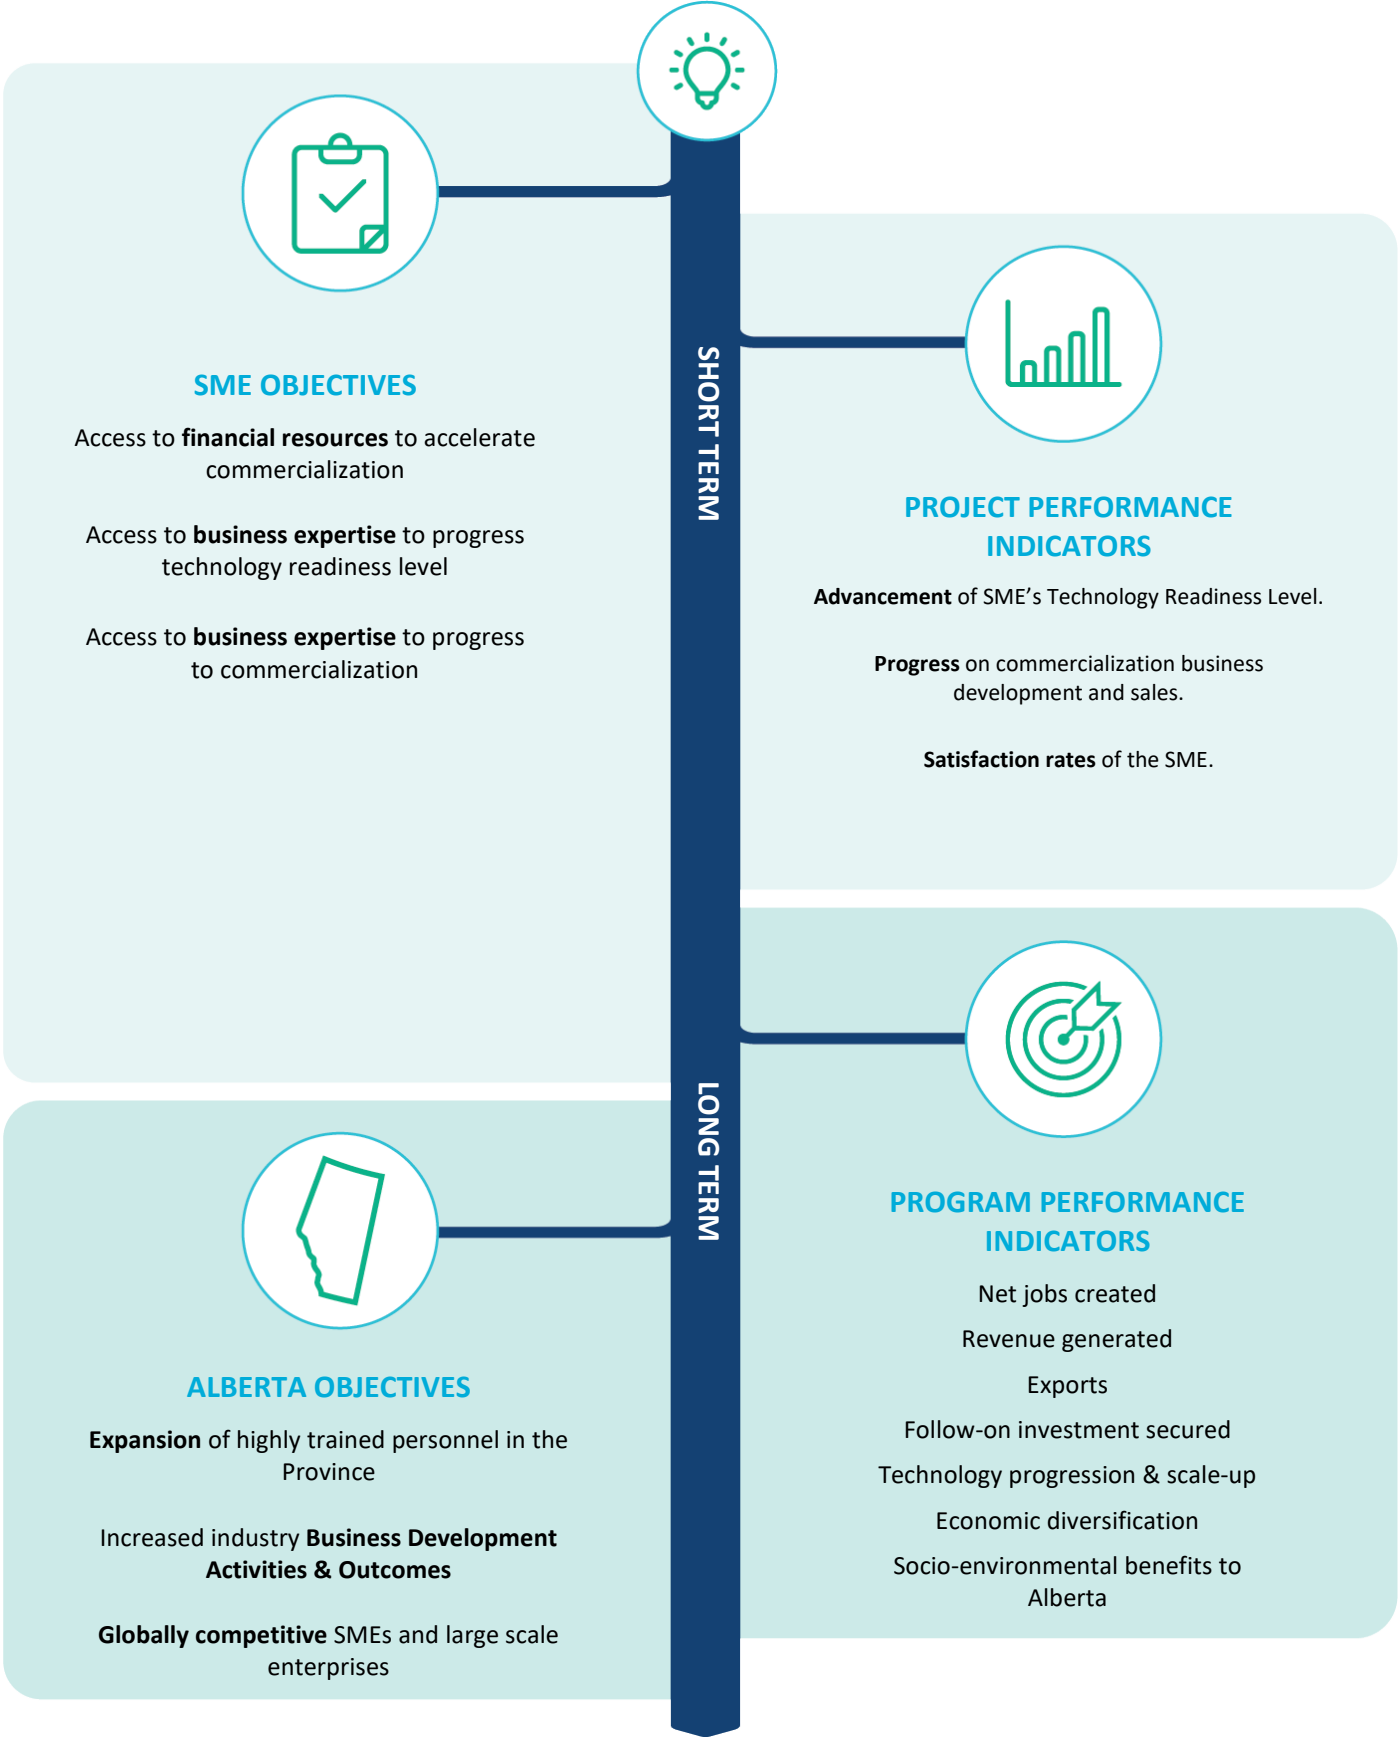 SHORT TERM
SME OBJECTIVES
Access to financial resources to accelerate
commercialization
Access to business expertise to progress
technology readiness level
Access to business expertise to progress
to commercialization
PROJECT PERFORMANCE
INDICATORS
Advancement of SME’s Technology Readiness Level.
Progress on commercialization business
development and sales.
Satisfaction rates of the SME.
LONG TERM
ALBERTA OBJECTIVES
Expansion of highly trained personnel in the
Province
Increased industry Business Development
Activities & Outcomes
Globally competitive SMEs and large scale
enterprises
PROGRAM PERFORMANCE
INDICATORS
Net jobs created
Revenue generated
Exports
Follow-on investment secured
Technology progression & scale-up
Economic diversification
Socio-environmental benefits to
Alberta